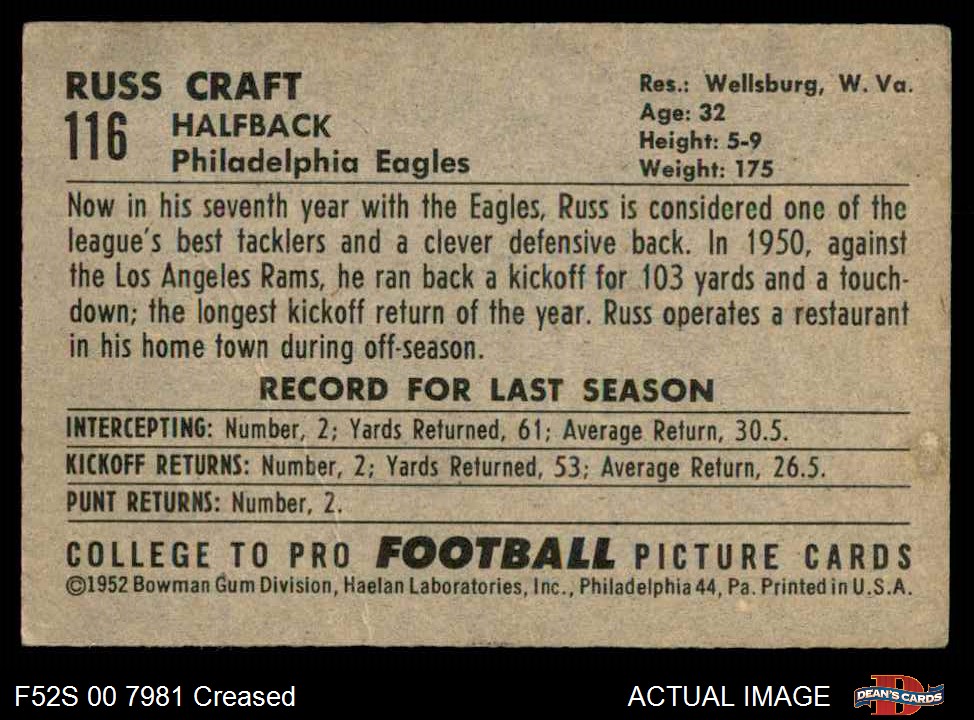 RUSS CRAFT
116
HALFBACK
Philadelphia Eagles
Res.: Wellsburg, W. Va.
Age: 32
Height: 5-9
Weight: 175
Now in his seventh year with the Eagles, Russ is considered one of the
league's best tacklers and a clever defensive back. In 1950, against
the Los Angeles Rams, he ran back a kickoff for 103 yards and a touch-
down; the longest kickoff return of the year. Russ operates a restaurant
in his home town during off-season.
RECORD FOR LAST SEASON
INTERCEPTING: Number, 2; Yards Returned, 61; Average Return, 30.5.
KICKOFF RETURNS: Number, 2; Yards Returned, 53; Average Return, 26.5.
PUNT RETURNS: Number, 2.
COLLEGE TO PRO FOOTBALL PICTURE CARDS
©1952 Bowman Gum Division, Haelan Laboratories, Inc., Philadelphia 44, Pa. Printed in U.S.A.
F52S 00 7981 Creased
ACTUAL IMAGE
DEAN'S CARDS